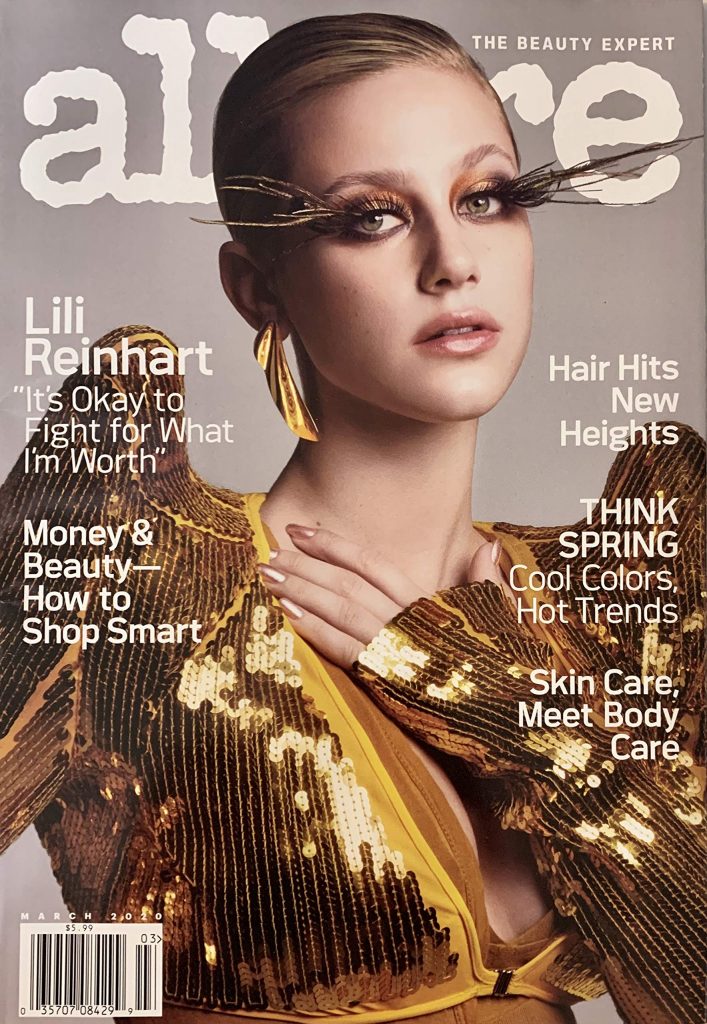 THE BEAUTY EXPERT
allure
Lili
Reinhart
"It's Okay to
Fight for What
I'm Worth"
Money &
Beauty—
How to
Shop Smart
Hair Hits
New
Heights
THINK
SPRING
Cool Colors,
Hot Trends
Skin Care,
Meet Body
Care
MARCH 2020
$5.99
03>
0 35707 08429 9